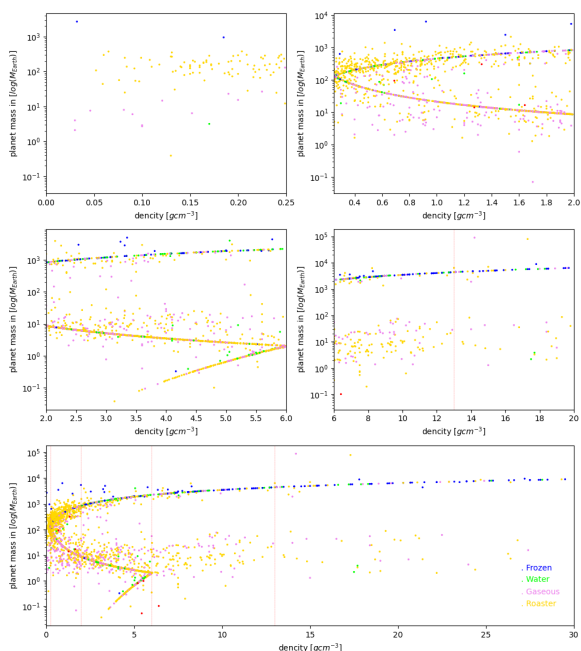 planet mass in [log(M_Earth)]
10³
10²
10¹
10⁰
10⁻¹
0.00 0.05 0.10 0.15 0.20 0.25
dencity [gcm⁻³]
planet mass in [log(M_Earth)]
10⁴
10³
10²
10¹
10⁰
10⁻¹
0.4 0.6 0.8 1.0 1.2 1.4 1.6 1.8 2.0
dencity [gcm⁻³]
planet mass in [log(M_Earth)]
10³
10²
10¹
10⁰
10⁻¹
2.0 2.5 3.0 3.5 4.0 4.5 5.0 5.5 6.0
dencity [gcm⁻³]
planet mass in [log(M_Earth)]
10⁵
10⁴
10³
10²
10¹
10⁰
10⁻¹
6 8 10 12 14 16 18 20
dencity [gcm⁻³]
planet mass in [log(M_Earth)]
10⁵
10⁴
10³
10²
10¹
10⁰
10⁻¹
0 5 10 15 20 25 30
dencity [gcm⁻³]
. Frozen
. Water
. Gaseous
. Roaster